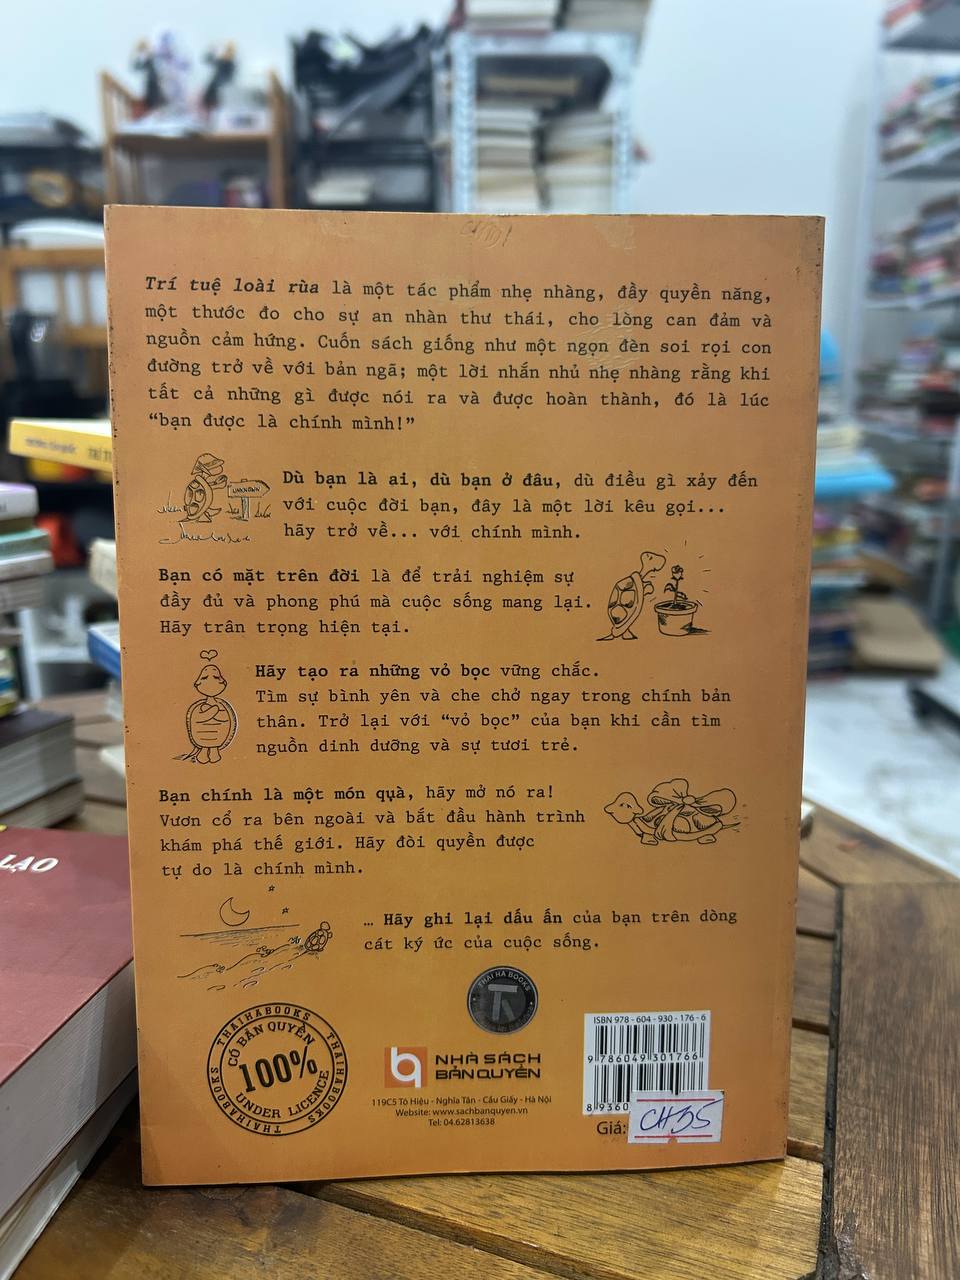 Trí tuệ loài rùa là một tác phẩm nhẹ nhàng, đầy quyền năng,
một thước đo cho sự an nhàn thư thái, cho lòng can đảm và
nguồn cảm hứng. Cuốn sách giống như một ngọn đèn soi rọi con
đường trở về với bản ngã; một lời nhắn nhủ nhẹ nhàng rằng khi
tất cả những gì được nói ra và được hoàn thành, đó là lúc
“bạn được là chính mình!”
UNKNOWN
Dù bạn là ai, dù bạn ở đâu, dù điều gì xảy đến
với cuộc đời bạn, đây là một lời kêu gọi...
hãy trở về... với chính mình.
Bạn có mặt trên đời là để trải nghiệm sự
đầy đủ và phong phú mà cuộc sống mang lại.
Hãy trân trọng hiện tại.
Hãy tạo ra những vỏ bọc vững chắc.
Tìm sự bình yên và che chở ngay trong chính bản
thân. Trở lại với “vỏ bọc” của bạn khi cần tìm
nguồn dinh dưỡng và sự tươi trẻ.
Bạn chính là một món quà, hãy mở nó ra!
Vươn cổ ra bên ngoài và bắt đầu hành trình
khám phá thế giới. Hãy đòi quyền được
tự do là chính mình.
… Hãy ghi lại dấu ấn của bạn trên dòng
cát ký ức của cuộc sống.
THAI HA BOOKS
THAIHABOOKS
THAIHABOOKS
THAIHABOOKS
CÓ BẢN QUYỀN
100%
UNDER LICENCE
NHÀ SÁCH
BẢN QUYỀN
119C5 Tô Hiệu - Nghĩa Tân - Cầu Giấy - Hà Nội
Website: www.sachbanquyen.vn
Tel: 04.62813638
ISBN 978 - 604 - 930 - 176 - 6
9 786049 301766
8 9360
Giá:
CH35
LẠO